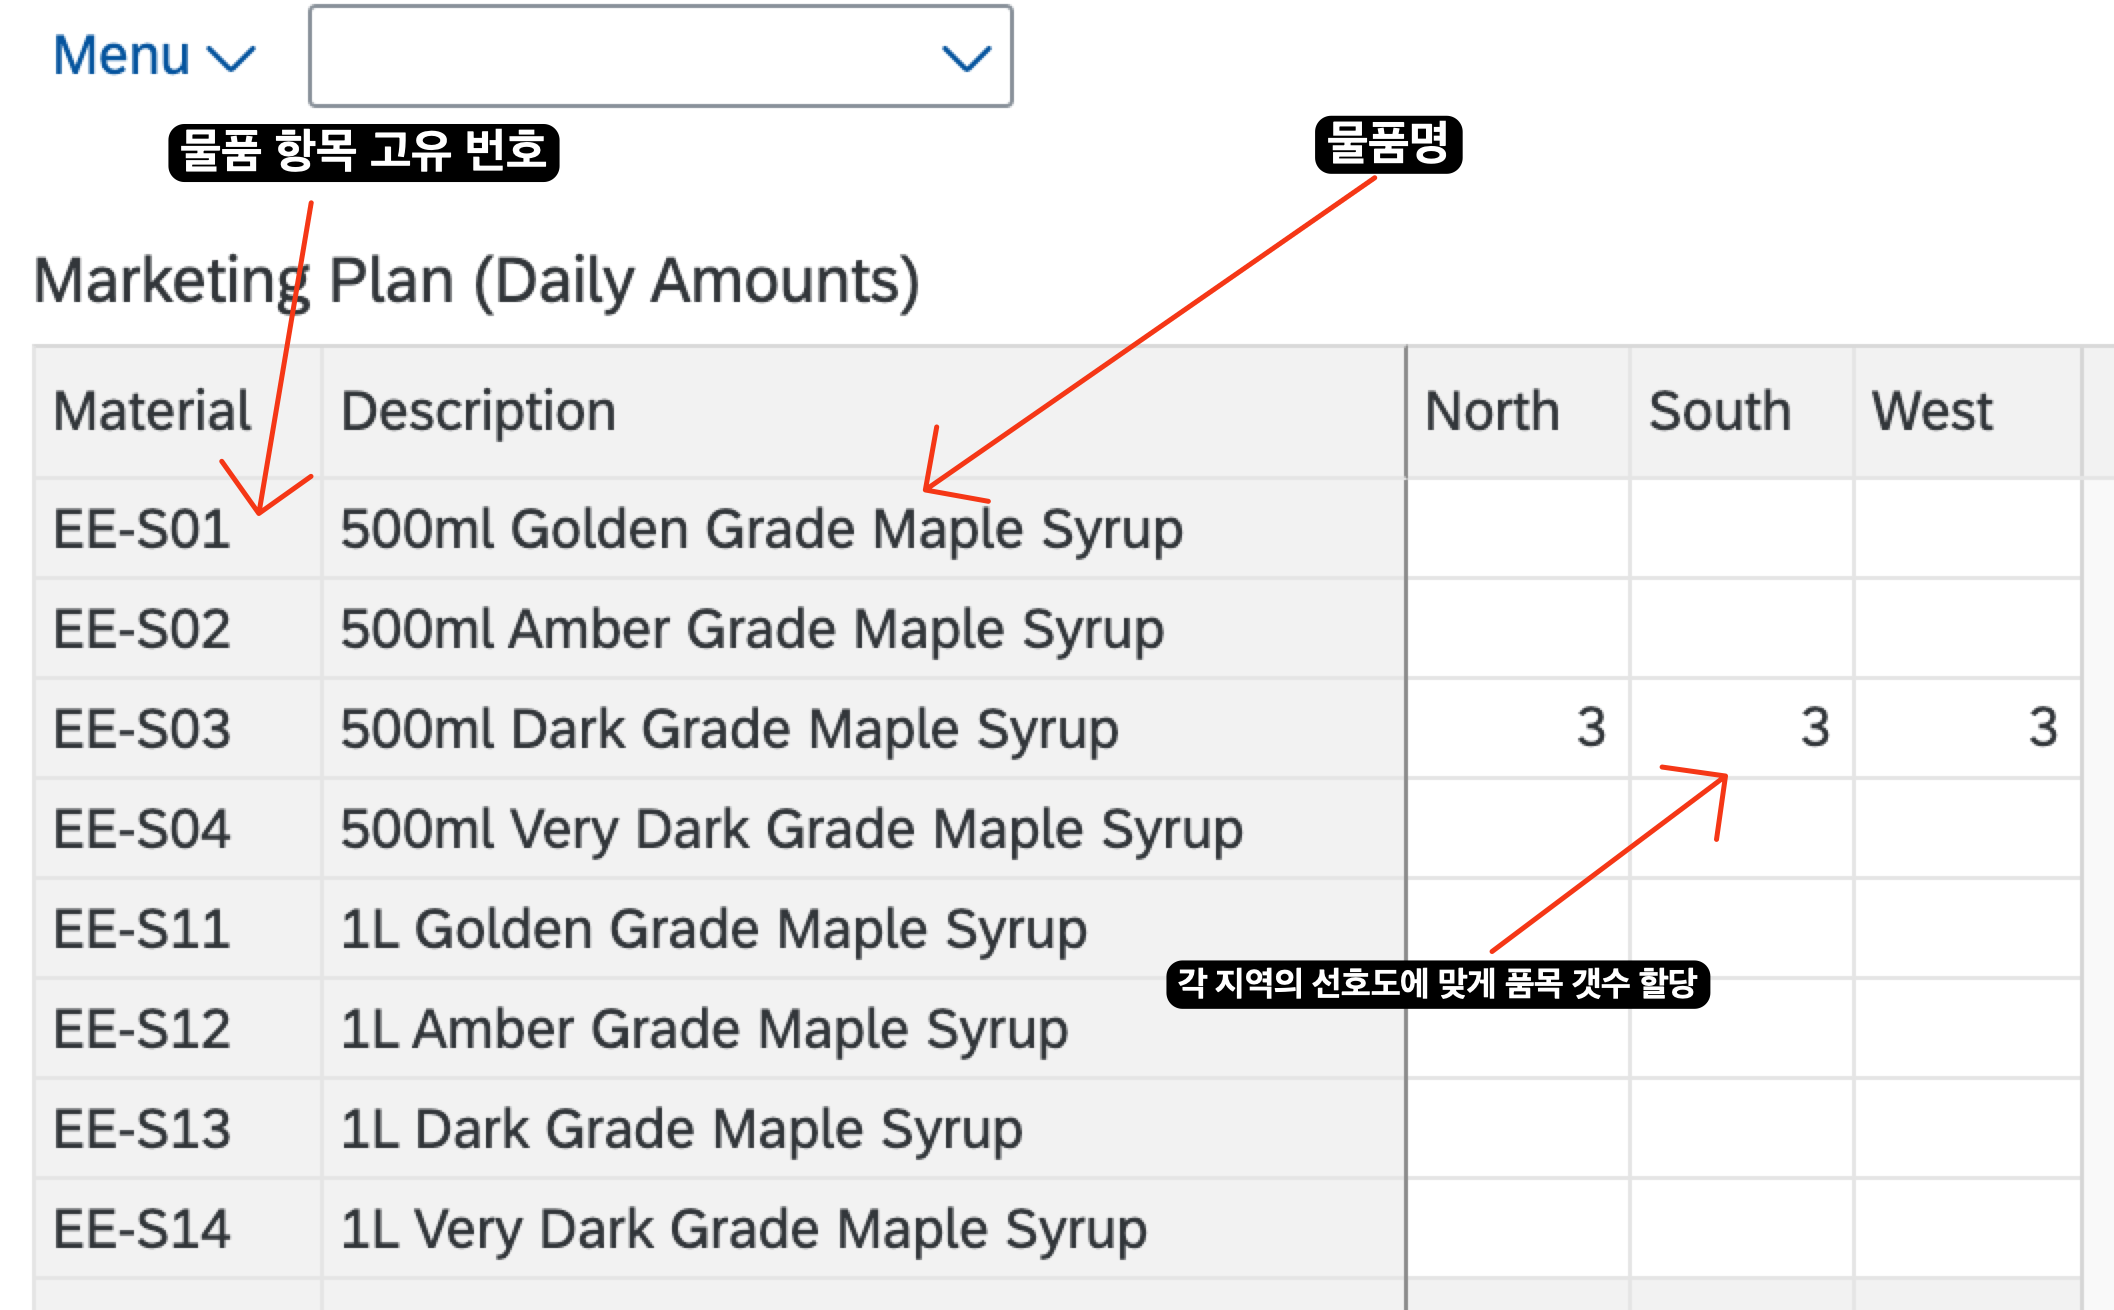 Menu
물품 항목 고유 번호
물품명
Marketing Plan (Daily Amounts)
Material Description North South West
EE-S01 500ml Golden Grade Maple Syrup
EE-S02 500ml Amber Grade Maple Syrup
EE-S03 500ml Dark Grade Maple Syrup 3 3 3
EE-S04 500ml Very Dark Grade Maple Syrup
EE-S11 1L Golden Grade Maple Syrup
각 지역의 선호도에 맞게 품목 갯수 할당
EE-S12 1L Amber Grade Maple Syrup
EE-S13 1L Dark Grade Maple Syrup
EE-S14 1L Very Dark Grade Maple Syrup